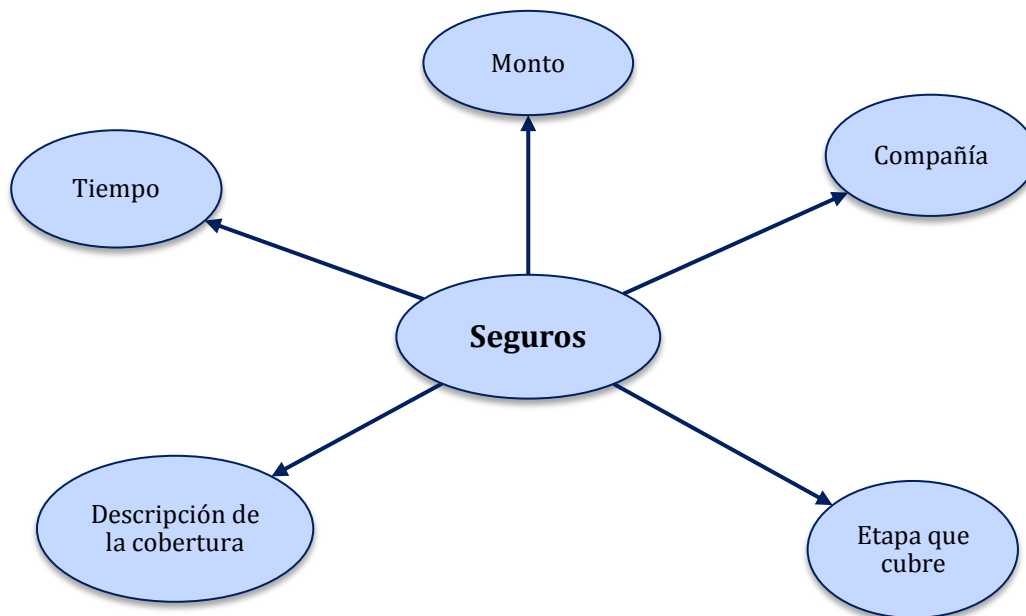 Monto
Compañía
Tiempo
Seguros
Descripción de
la cobertura
Etapa que
cubre